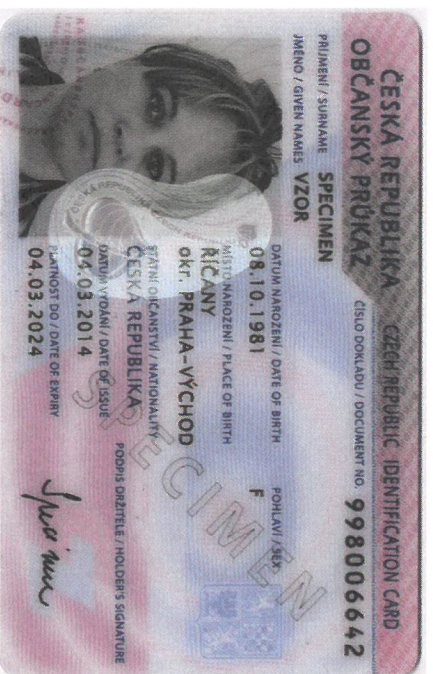 ČESKÁ REPUBLIKA CZECH REPUBLIC IDENTIFICATION CARD
OBČANSKÝ PRŮKAZ
ČÍSLO DOKLADU / DOCUMENT NO. 998006642
PŘÍJMENÍ / SURNAME SPECIMEN
JMÉNO / GIVEN NAMES VZOR
DATUM NAROZENÍ / DATE OF BIRTH
08.10.1981
POHLAVÍ / SEX
F
MÍSTO NAROZENÍ / PLACE OF BIRTH
ŘÍČANY
okr. PRAHA-VÝCHOD
STÁTNÍ OBČANSTVÍ / NATIONALITY
ČESKÁ REPUBLIKA
DATUM VYDÁNÍ / DATE OF ISSUE
04.03.2014
PLATNOST DO / DATE OF EXPIRY
04.03.2024
PODPIS DRŽITELE / HOLDER'S SIGNATURE
Specimen
SPECIMEN